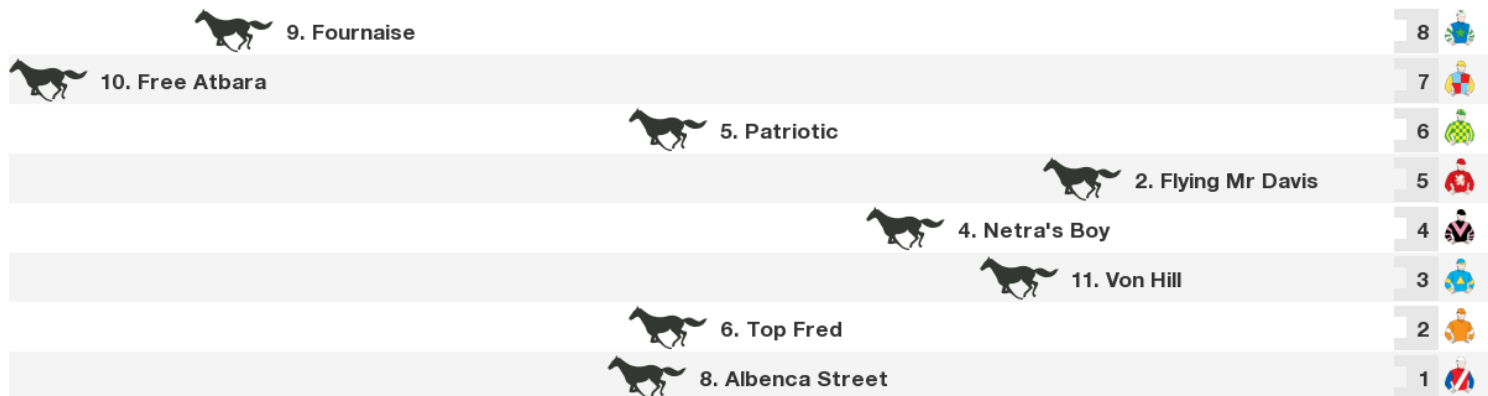 9. Fournaise 8
10. Free Atbara 7
5. Patriotic 6
2. Flying Mr Davis 5
4. Netra's Boy 4
11. Von Hill 3
6. Top Fred 2
8. Albenca Street 1